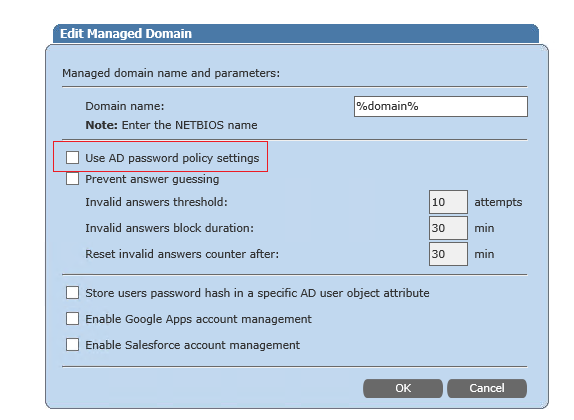 Edit Managed Domain
Managed domain name and parameters:
Domain name: %domain%
Note: Enter the NETBIOS name
Use AD password policy settings
Prevent answer guessing
Invalid answers threshold: 10 attempts
Invalid answers block duration: 30 min
Reset invalid answers counter after: 30 min
Store users password hash in a specific AD user object attribute
Enable Google Apps account management
Enable Salesforce account management
OK Cancel